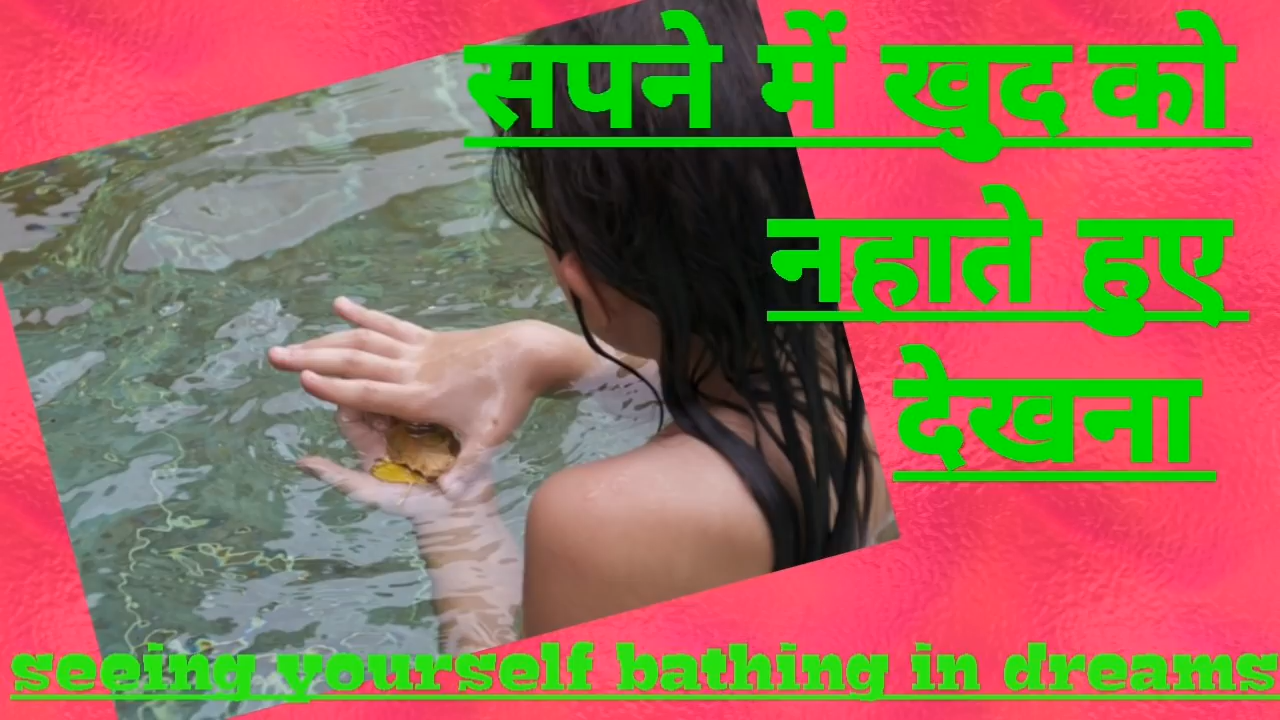 सपने में खुद को
नहाते हुए
देखना
seeing yourself bathing in dreams